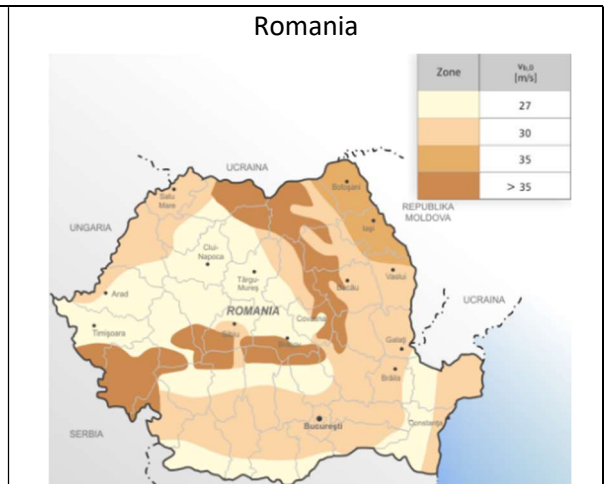 Romania
Zone
vb,0
[m/s]
27
30
35
> 35
UCRAINA
Botoșani
Satu
Mare
REPUBLIKA
MOLDOVA
UNGARIA
Iași
Cluj-
Napoca
Vaslui
Târgu-
Mureș
Bacău
Arad
UCRAINA
ROMANIA
Covasna
Timișoara
Sibiu
Galați
Brăila
București
Constanța
SERBIA